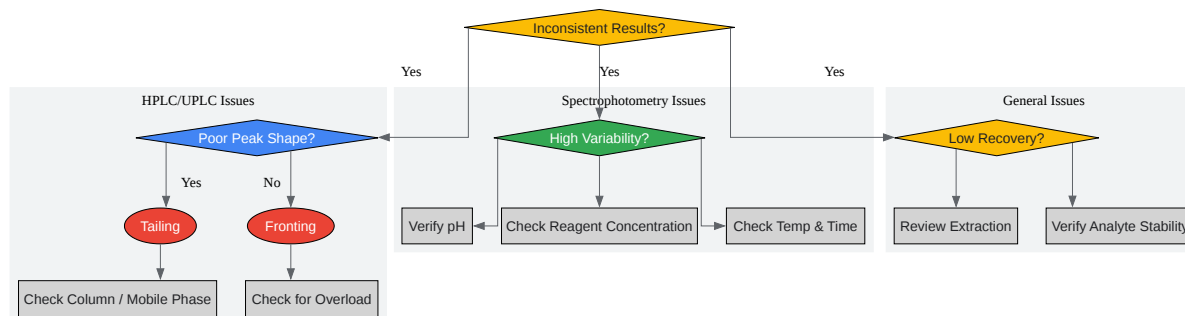 Inconsistent Results?
Yes
Yes
Yes
HPLC/UPLC Issues
Spectrophotometry Issues
General Issues
Poor Peak Shape?
High Variability?
Low Recovery?
Yes
No
Tailing
Fronting
Verify pH
Check Reagent Concentration
Check Temp & Time
Review Extraction
Verify Analyte Stability
Check Column / Mobile Phase
Check for Overload